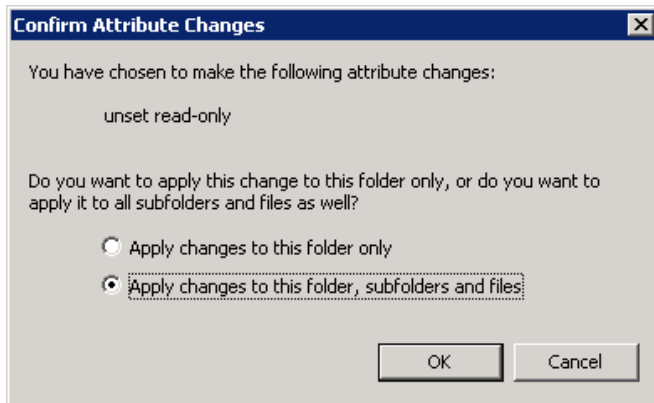 Confirm Attribute Changes
You have chosen to make the following attribute changes:
unset read-only
Do you want to apply this change to this folder only, or do you want to
apply it to all subfolders and files as well?
Apply changes to this folder only
Apply changes to this folder, subfolders and files
OK Cancel